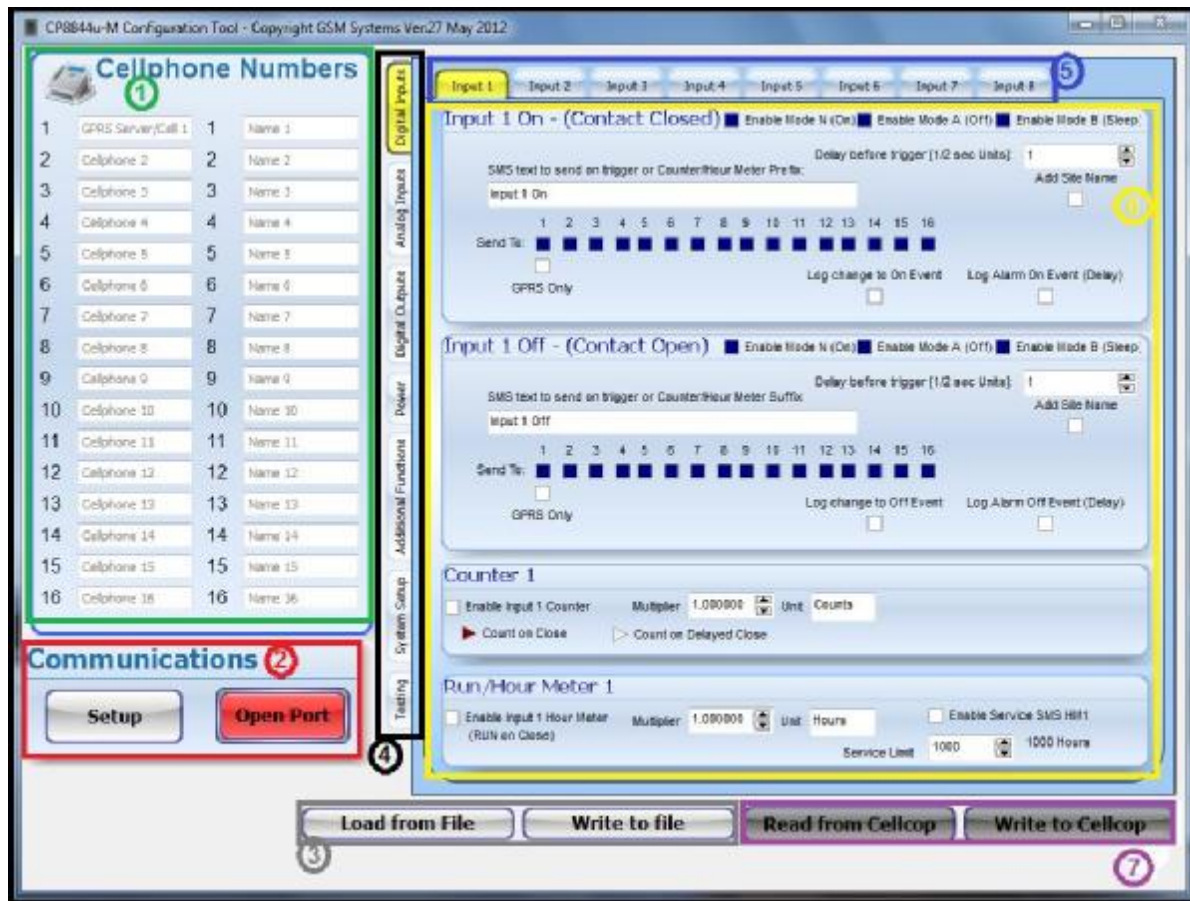 CP8844u-M Configuration Tool - Copyright GSM Systems Ver.27 May 2012
Cellphone Numbers
1
1 GPRS Server/Cell 1 1 Name 1
2 Cellphone 2 2 Name 2
3 Cellphone 3 3 Name 3
4 Cellphone 4 4 Name 4
5 Cellphone 5 5 Name 5
6 Cellphone 6 6 Name 6
7 Cellphone 7 7 Name 7
8 Cellphone 8 8 Name 8
9 Cellphone 9 9 Name 9
10 Cellphone 10 10 Name 10
11 Cellphone 11 11 Name 11
12 Cellphone 12 12 Name 12
13 Cellphone 13 13 Name 13
14 Cellphone 14 14 Name 14
15 Cellphone 15 15 Name 15
16 Cellphone 16 16 Name 16
Communications 2
Setup Open Port
Digital Inputs
Analog Inputs
Digital Outputs
Power
Additional Functions
System Setup
Testing
4
Input 1 Input 2 Input 3 Input 4 Input 5 Input 6 Input 7 Input 8
5
Input 1 On - (Contact Closed) Enable Mode N (On) Enable Mode A (Off) Enable Mode B (Sleep
Delay before trigger [1/2 sec Units] 1
SMS text to send on trigger or Counter/Hour Meter Prefix:
Add Site Name
Input 1 On
6
1 2 3 4 5 6 7 8 9 10 11 12 13 14 15 16
Send To:
GPRS Only
Log change to On Event Log Alarm On Event (Delay)
Input 1 Off - (Contact Open) Enable Mode N (On) Enable Mode A (Off) Enable Mode B (Sleep
Delay before trigger [1/2 sec Units] 1
SMS text to send on trigger or Counter/Hour Meter Suffix
Add Site Name
Input 1 Off
1 2 3 4 5 6 7 8 9 10 11 12 13 14 15 16
Send To:
GPRS Only
Log change to Off Event Log Alarm Off Event (Delay)
Counter 1
Enable Input 1 Counter Multiplier 1.000000 Unit Counts
Count on Close Count on Delayed Close
Run/Hour Meter 1
Enable Input 1 Hour Meter Multiplier 1.000000 Unit Hours Enable Service SMS HM1
(RUN on Close)
Service Limit 1000 1000 Hours
Load from File Write to file Read from Cellcop Write to Cellcop
3
7